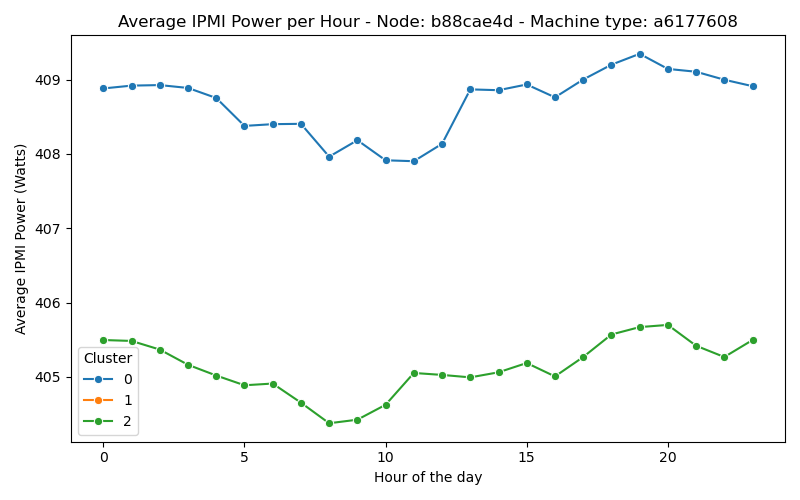 Average IPMI Power per Hour - Node: b88cae4d - Machine type: a6177608
Average IPMI Power (Watts)
409
408
407
406
405
Cluster
0
1
2
0 5 10 15 20
Hour of the day